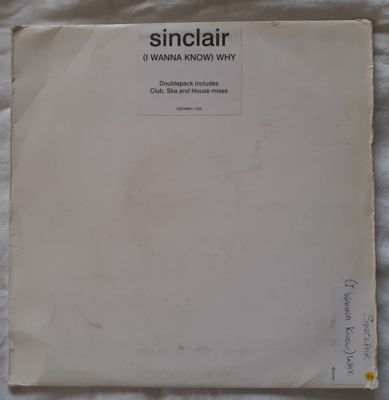 sinclair
(I WANNA KNOW) WHY
Doublepack includes
Club, Ska and House mixes
SINCLAIR
(I WANNA KNOW) WHY